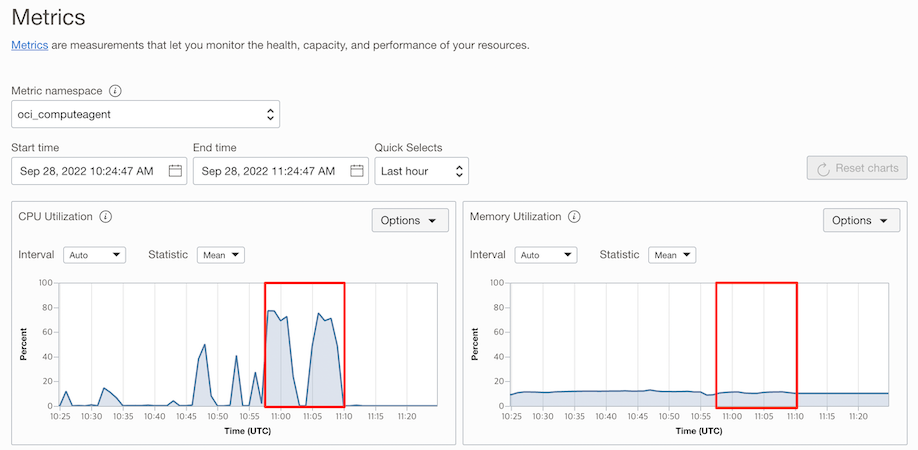 Metrics
Metrics are measurements that let you monitor the health, capacity, and performance of your resources.
Metric namespace i
oci_computeagent
Start time End time Quick Selects
Sep 28, 2022 10:24:47 AM Sep 28, 2022 11:24:47 AM Last hour Reset charts
CPU Utilization i Options
Interval Auto Statistic Mean
100
80
60
40
20
0
Percent
10:25 10:30 10:35 10:40 10:45 10:50 10:55 11:00 11:05 11:10 11:15 11:20
Time (UTC)
Memory Utilization i Options
Interval Auto Statistic Mean
100
80
60
40
20
0
Percent
10:25 10:30 10:35 10:40 10:45 10:50 10:55 11:00 11:05 11:10 11:15 11:20
Time (UTC)